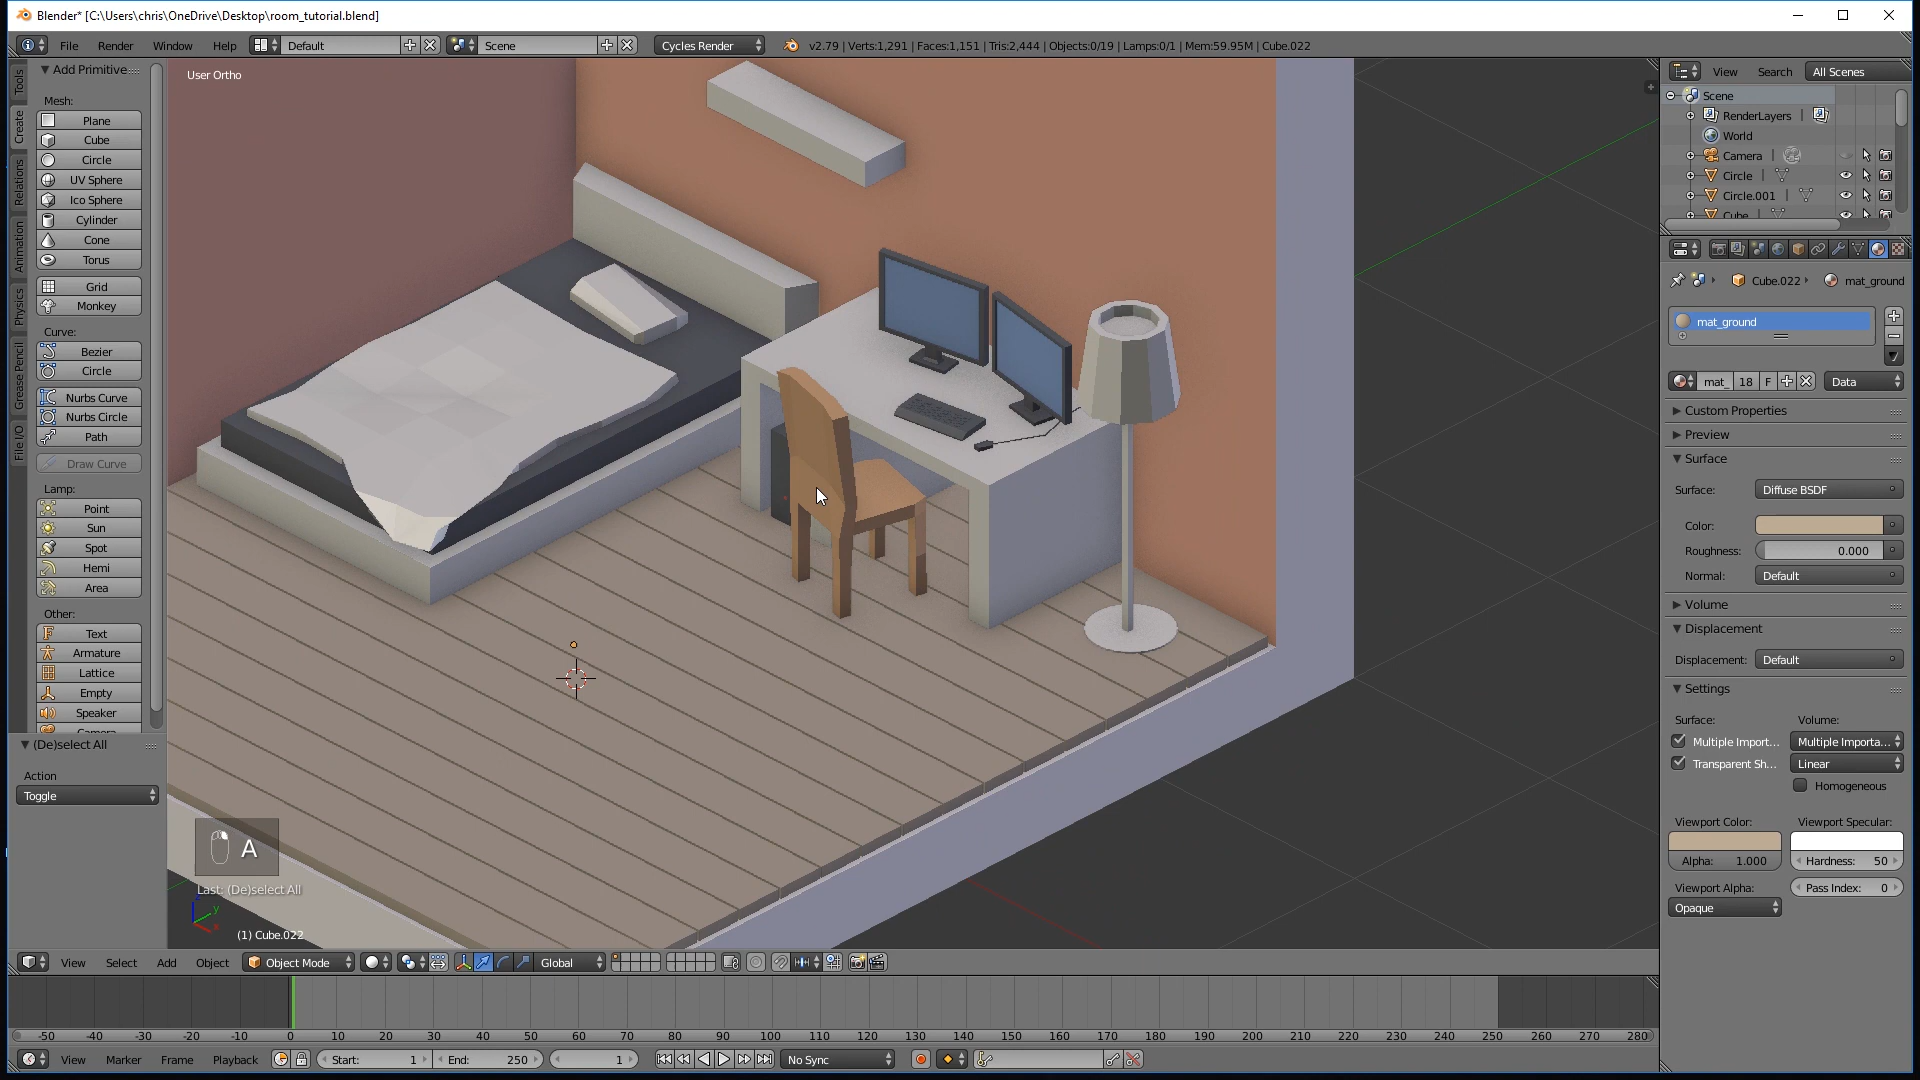 Blender* [C:\Users\chris\OneDrive\Desktop\room_tutorial.blend]
File Render Window Help Default Scene Cycles Render v2.79 | Verts:1,291 | Faces:1,151 | Tris:2,444 | Objects:0/19 | Lamps:0/1 | Mem:59.95M | Cube.022
Tools
Create
Relations
Animation
Physics
Grease Pencil
File I/O
Add Primitive
Mesh:
Plane
Cube
Circle
UV Sphere
Ico Sphere
Cylinder
Cone
Torus
Grid
Monkey
Curve:
Bezier
Circle
Nurbs Curve
Nurbs Circle
Path
Draw Curve
Lamp:
Point
Sun
Spot
Hemi
Area
Other:
Text
Armature
Lattice
Empty
Speaker
Camera
(De)select All
Action
Toggle
User Ortho
A
Last: (De)select All
z y x
(1) Cube.022
View Select Add Object Object Mode Global
-50 -40 -30 -20 -10 0 10 20 30 40 50 60 70 80 90 100 110 120 130 140 150 160 170 180 190 200 210 220 230 240 250 260 270 280
View Marker Frame Playback Start: 1 End: 250 1 No Sync
View Search All Scenes
Scene
RenderLayers
World
Camera
Circle
Circle.001
Cube
Cube.022 mat_ground
mat_ground
mat_ 18 F Data
Custom Properties
Preview
Surface
Surface: Diffuse BSDF
Color:
Roughness: 0.000
Normal: Default
Volume
Displacement
Displacement: Default
Settings
Surface: Volume:
Multiple Import... Multiple Importa...
Transparent Sh... Linear
Homogeneous
Viewport Color: Viewport Specular:
Alpha: 1.000 Hardness: 50
Viewport Alpha: Pass Index: 0
Opaque